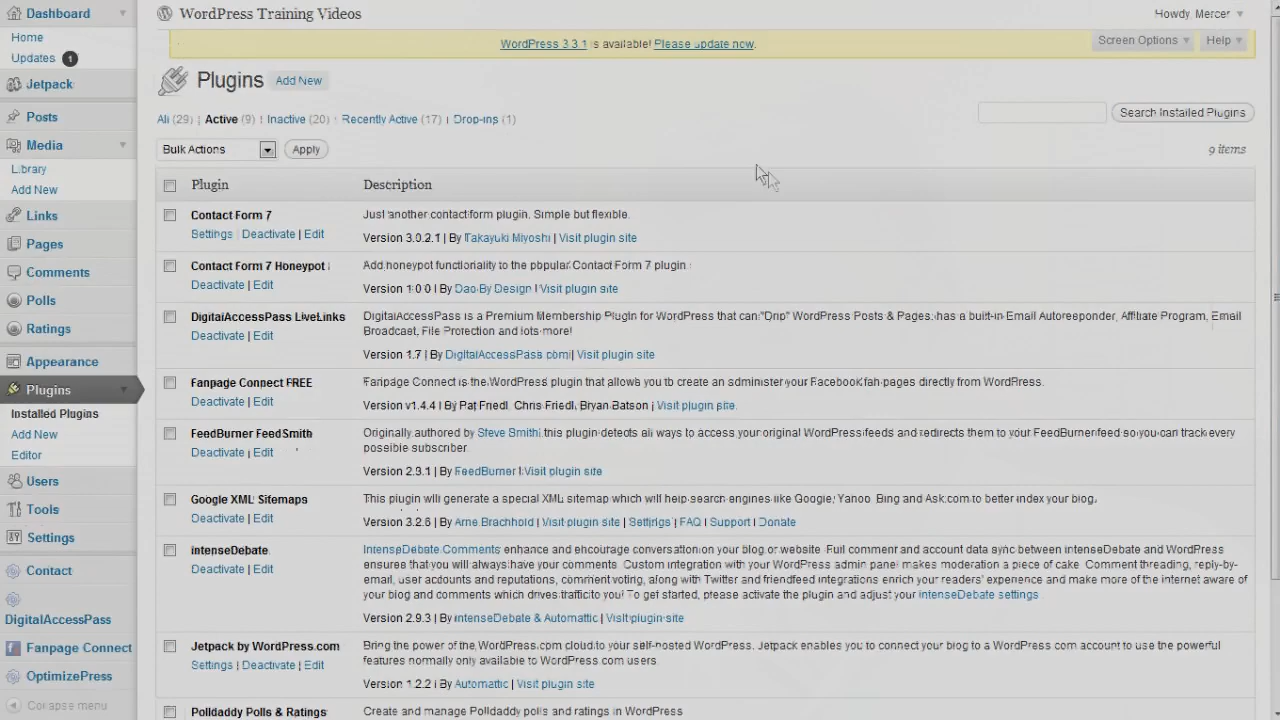 Dashboard
Home
Updates 1
Jetpack
Posts
Media
Library
Add New
Links
Pages
Comments
Polls
Ratings
Appearance
Plugins
Installed Plugins
Add New
Editor
Users
Tools
Settings
Contact
DigitalAccessPass
Fanpage Connect
OptimizePress
Collapse menu
WordPress Training Videos
Howdy, Mercer
WordPress 3.3.1 is available! Please update now.
Screen Options
Help
Plugins Add New
All (29) | Active (9) | Inactive (20) | Recently Active (17) | Drop-ins (1)
Search Installed Plugins
Bulk Actions Apply
9 items
Plugin Description
Contact Form 7
Settings | Deactivate | Edit
Just another contact form plugin. Simple but flexible.
Version 3.0.2.1 | By Takayuki Miyoshi | Visit plugin site
Contact Form 7 Honeypot
Deactivate | Edit
Add honeypot functionality to the popular Contact Form 7 plugin
Version 1.0.0 | By Dao By Design | Visit plugin site
DigitalAccessPass LiveLinks
Deactivate | Edit
DigitalAccessPass is a Premium Membership Plugin for WordPress that can "Drip" WordPress Posts & Pages, has a built-in Email Autoresponder, Affiliate Program, Email
Broadcast, File Protection and lots more!
Version 1.7 | By DigitalAccessPass.com | Visit plugin site
Fanpage Connect FREE
Deactivate | Edit
Fanpage Connect is the WordPress plugin that allows you to create an administer your Facebook fan pages directly from WordPress.
Version v1.4.4 | By Pat Friedl, Chris Friedl, Bryan Batson | Visit plugin site.
FeedBurner FeedSmith
Deactivate | Edit
Originally authored by Steve Smith, this plugin detects all ways to access your original WordPress feeds and redirects them to your FeedBurner feed so you can track every
possible subscriber.
Version 2.3.1 | By FeedBurner | Visit plugin site
Google XML Sitemaps
Deactivate | Edit
This plugin will generate a special XML sitemap which will help search engines like Google, Yahoo, Bing and Ask.com to better index your blog.
Version 3.2.6 | By Arne Brachhold | Visit plugin site | Settings | FAQ | Support | Donate
IntenseDebate
Deactivate | Edit
IntenseDebate Comments enhance and encourage conversation on your blog or website. Full comment and account data sync between IntenseDebate and WordPress
ensures that you will always have your comments. Custom integration with your WordPress admin panel makes moderation a piece of cake. Comment threading, reply-by-
email, user accounts and reputations, comment voting, along with Twitter and friendfeed integrations enrich your readers' experience and make more of the internet aware of
your blog and comments which drives traffic to you! To get started, please activate the plugin and adjust your IntenseDebate settings
Version 2.9.3 | By IntenseDebate & Automattic | Visit plugin site
Jetpack by WordPress.com
Settings | Deactivate | Edit
Bring the power of the WordPress.com cloud to your self-hosted WordPress. Jetpack enables you to connect your blog to a WordPress.com account to use the powerful
features normally only available to WordPress.com users.
Version 1.2.2 | By Automattic | Visit plugin site
Polldaddy Polls & Ratings
Create and manage Polldaddy polls and ratings in WordPress